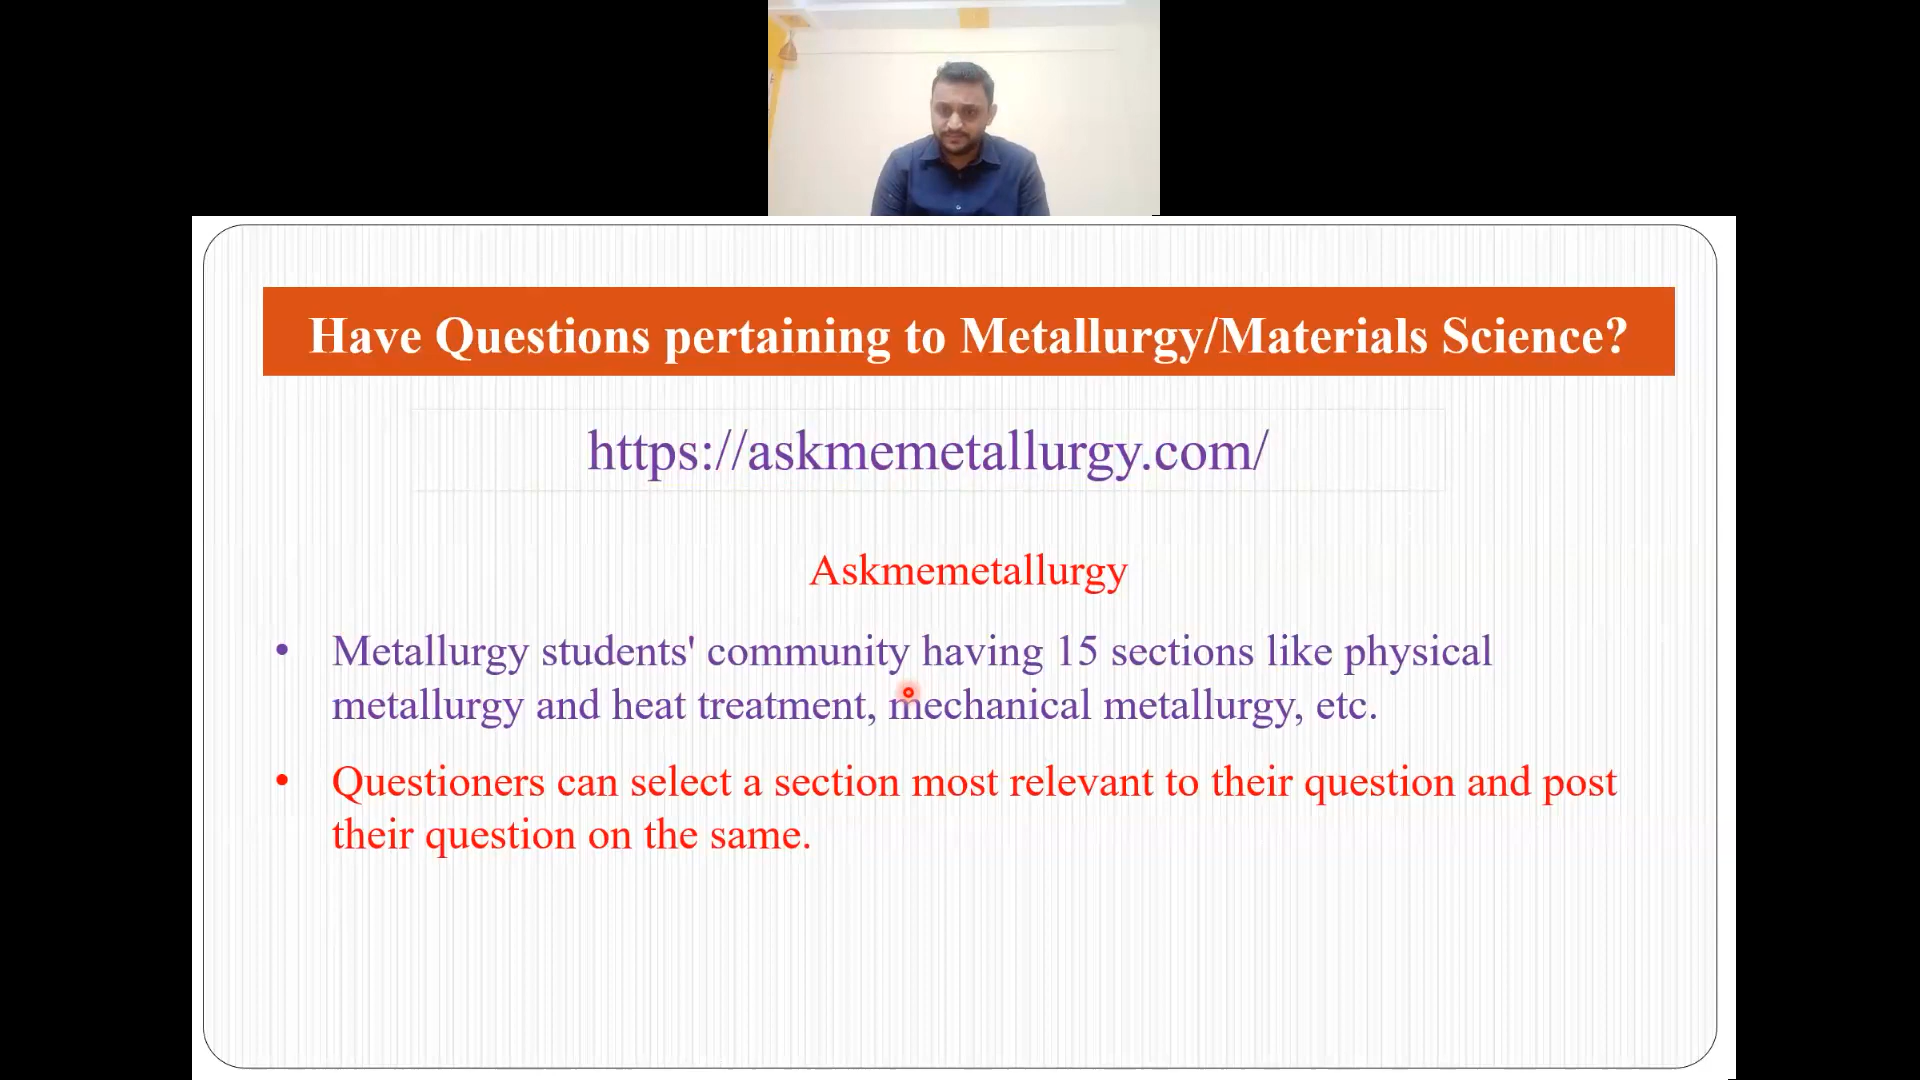 Have Questions pertaining to Metallurgy/Materials Science?
https://askmemetallurgy.com/
Askmemetallurgy
• Metallurgy students' community having 15 sections like physical
metallurgy and heat treatment, mechanical metallurgy, etc.
• Questioners can select a section most relevant to their question and post
their question on the same.